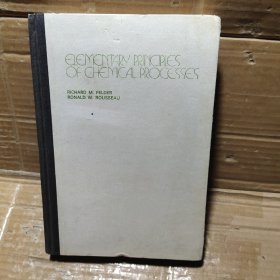 ELEMENTARY PRINCIPLES
OF CHEMICAL PROCESSES
RICHARD M. FELDER
RONALD W. ROUSSEAU